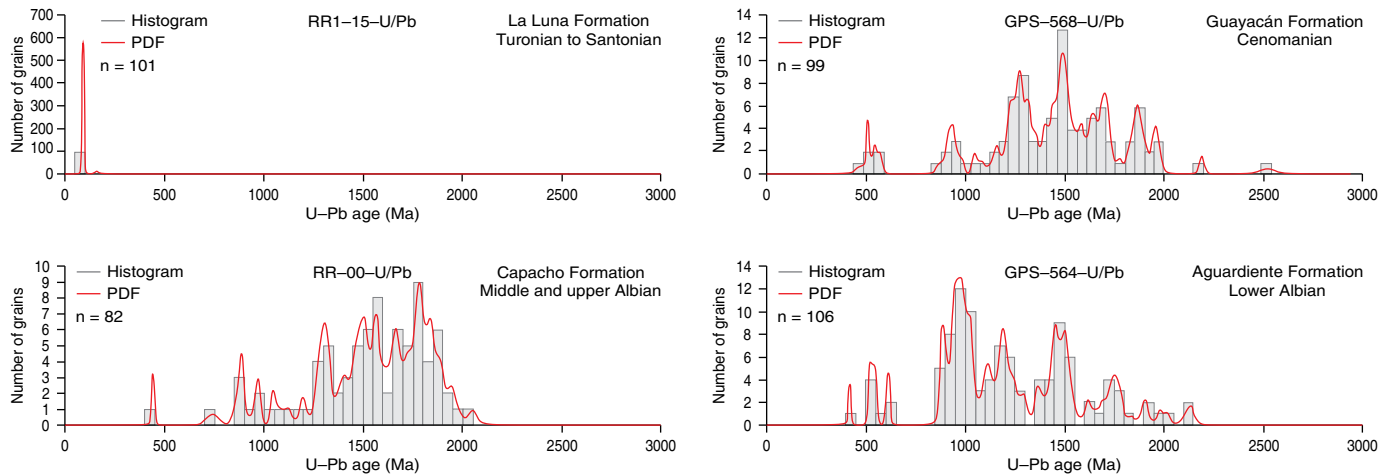 RR1–15–U/Pb
La Luna Formation
Turonian to Santonian
Histogram
PDF
n = 101
Number of grains
700
600
500
400
300
200
100
0
0 500 1000 1500 2000 2500 3000
U–Pb age (Ma)
GPS–568–U/Pb
Guayacán Formation
Cenomanian
Histogram
PDF
n = 99
Number of grains
14
12
10
8
6
4
2
0
0 500 1000 1500 2000 2500 3000
U–Pb age (Ma)
RR–00–U/Pb
Capacho Formation
Middle and upper Albian
Histogram
PDF
n = 82
Number of grains
10
9
8
7
6
5
4
3
2
1
0
0 500 1000 1500 2000 2500 3000
U–Pb age (Ma)
GPS–564–U/Pb
Aguardiente Formation
Lower Albian
Histogram
PDF
n = 106
Number of grains
14
12
10
8
6
4
2
0
0 500 1000 1500 2000 2500 3000
U–Pb age (Ma)